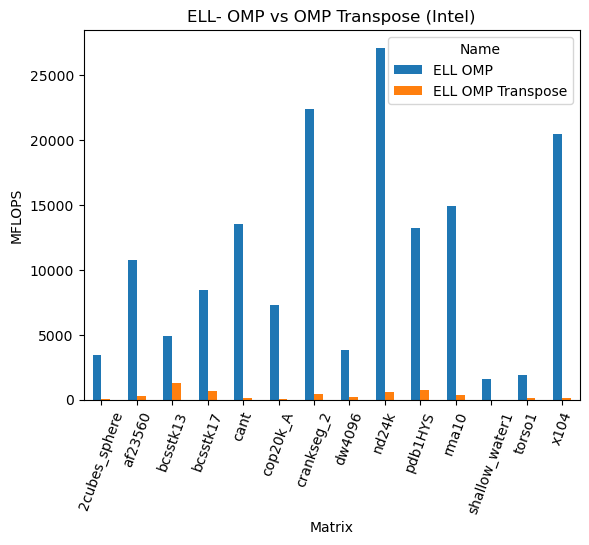 ELL- OMP vs OMP Transpose (Intel)
Name
ELL OMP
ELL OMP Transpose
MFLOPS
25000
20000
15000
10000
5000
0
2cubes_sphere
af23560
bcsstk13
bcsstk17
cant
cop20k_A
crankseg_2
dw4096
nd24k
pdb1HYS
rma10
shallow_water1
torso1
x104
Matrix